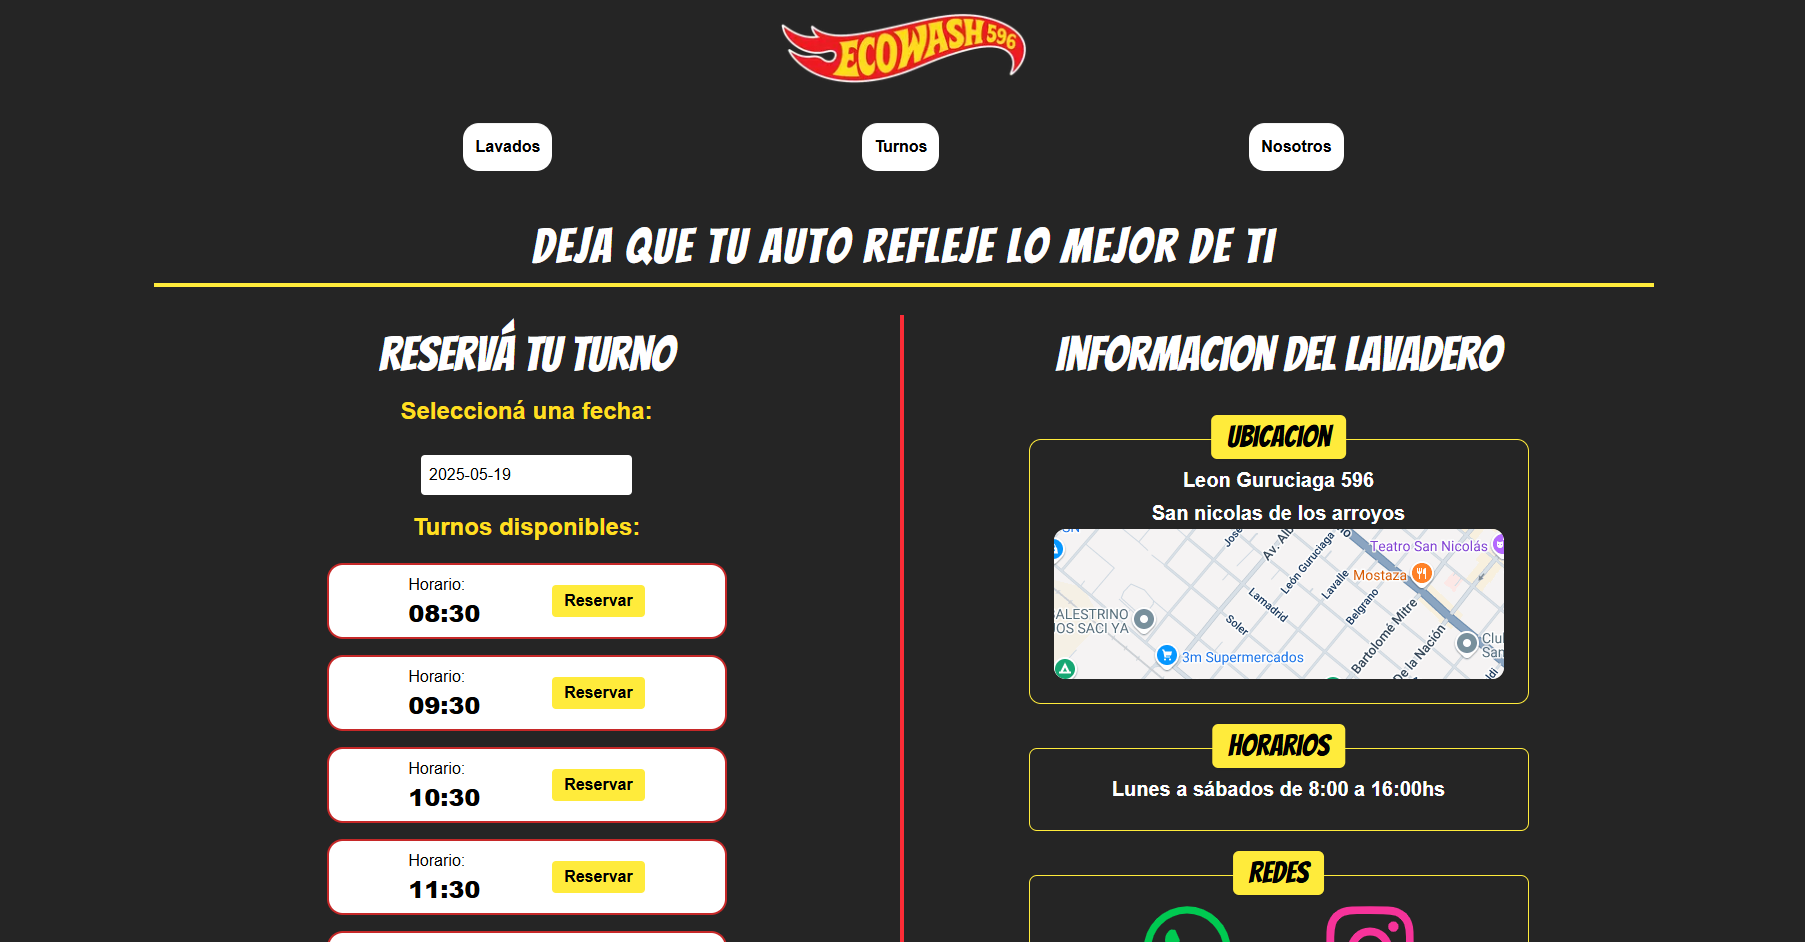 ECOWASH 596
Lavados
Turnos
Nosotros
DEJA QUE TU AUTO REFLEJE LO MEJOR DE TI
RESERVÁ TU TURNO
Seleccioná una fecha:
2025-05-19
Turnos disponibles:
Horario:
08:30
Reservar
Horario:
09:30
Reservar
Horario:
10:30
Reservar
Horario:
11:30
Reservar
INFORMACION DEL LAVADERO
UBICACION
Leon Guruciaga 596
San nicolas de los arroyos
Av. Alb
León Guruciaga
Teatro San Nicolás
Mostaza
Lavalle
Lamadrid
Belgrano
ALESTRINO
JOS SACI YA
Soler
Bartolomé Mitre
De la Nación
Clu
San
3m Supermercados
HORARIOS
Lunes a sábados de 8:00 a 16:00hs
REDES